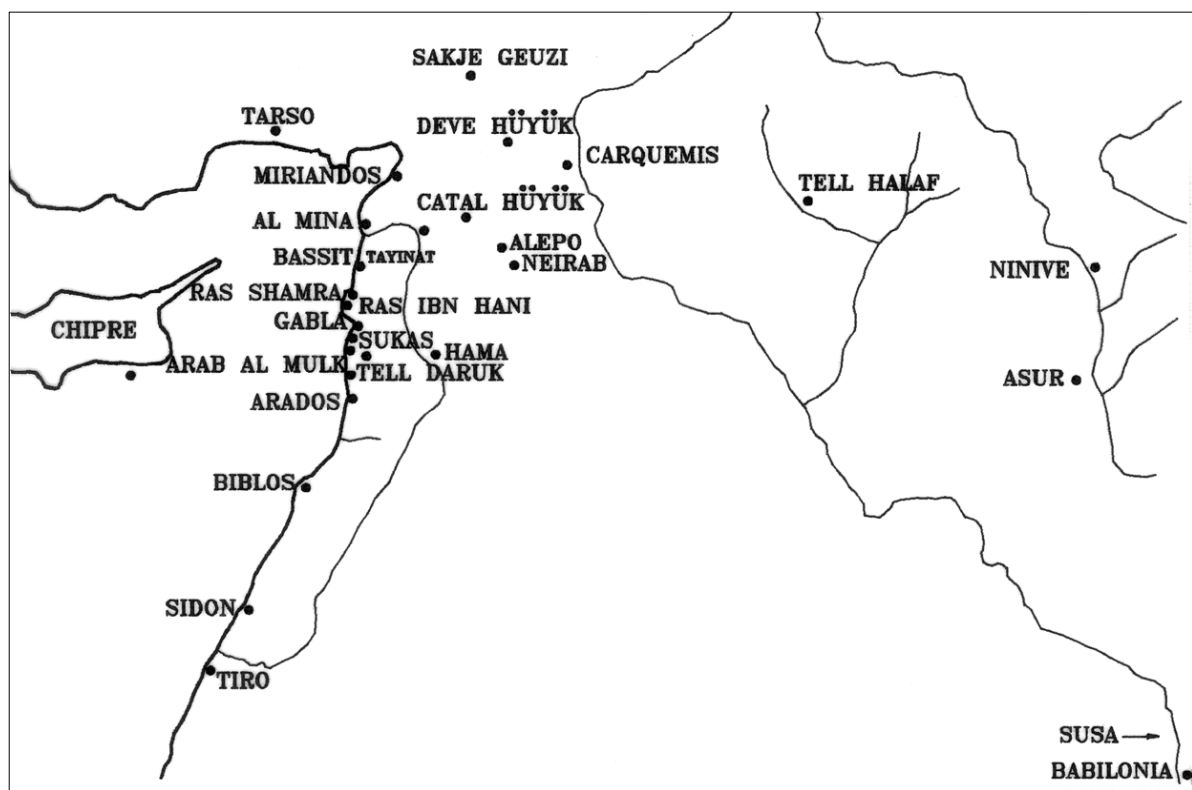 SAKJE GEUZI
TARSO
DEVE HÜYÜK
CARQUEMIS
MIRIANDOS
TELL HALAF
CATAL HÜYÜK
AL MINA
ALEPO
BASSIT
TAYINAT
NEIRAB
NINIVE
RAS SHAMRA
RAS IBN HANI
GABLA
CHIPRE
SUKAS
HAMA
ARAB AL MULK
TELL DARUK
ASUR
ARADOS
BIBLOS
SIDON
TIRO
SUSA
BABILONIA